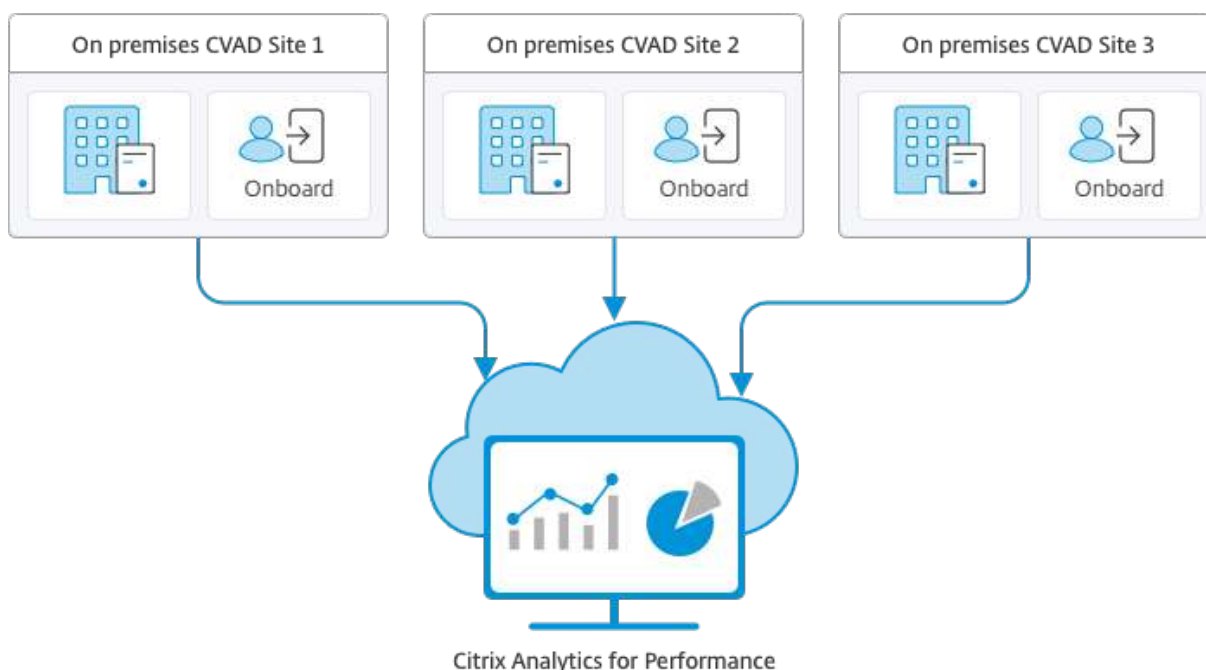 On premises CVAD Site 1
On premises CVAD Site 2
On premises CVAD Site 3
Onboard
Onboard
Onboard
Citrix Analytics for Performance